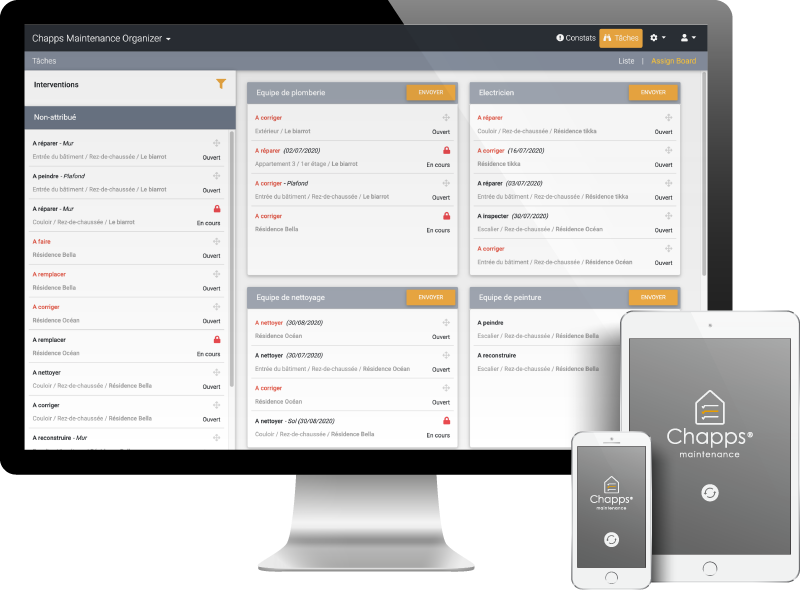 Chapps Maintenance Organizer
Constats
Tâches
Tâches
Liste | Assign Board
Interventions
Non-attribué
A réparer - Mur
Entrée du bâtiment / Rez-de-chaussée / Le biarrot
Ouvert
A peindre - Plafond
Entrée du bâtiment / Rez-de-chaussée / Le biarrot
Ouvert
A réparer - Mur
Couloir / Rez-de-chaussée / Le biarrot
En cours
A faire
Résidence Bella
Ouvert
A remplacer
Résidence Bella
Ouvert
A corriger
Résidence Océan
Ouvert
A remplacer
Résidence Océan
En cours
A nettoyer
Couloir / Rez-de-chaussée / Résidence Bella
Ouvert
A corriger
Couloir / Rez-de-chaussée / Résidence Bella
Ouvert
A reconstruire - Mur
Equipe de plomberie
ENVOYER
A corriger
Extérieur / Le biarrot
Ouvert
A réparer (02/07/2020)
Appartement 3 / 1er étage / Le biarrot
En cours
A corriger - Plafond
Entrée du bâtiment / Rez-de-chaussée / Le biarrot
Ouvert
A corriger
Résidence Bella
En cours
Electricien
ENVOYER
A réparer
Couloir / Rez-de-chaussée / Résidence tikka
Ouvert
A corriger (16/07/2020)
Résidence tikka
Ouvert
A réparer (03/07/2020)
Entrée du bâtiment / Rez-de-chaussée / Résidence tikka
Ouvert
A inspecter (30/07/2020)
Escalier / Rez-de-chaussée / Résidence Océan
Ouvert
A corriger
Entrée du bâtiment / Rez-de-chaussée / Résidence Océan
Ouvert
Equipe de nettoyage
ENVOYER
A nettoyer (30/08/2020)
Résidence Océan
Ouvert
A nettoyer (30/07/2020)
Entrée du bâtiment / Rez-de-chaussée / Résidence Océan
Ouvert
A corriger
Résidence Océan
Ouvert
A nettoyer - Sol (30/08/2020)
Couloir / Rez-de-chaussée / Résidence Bella
En cours
Equipe de peinture
ENVOYER
A peindre
Escalier / Rez-de-chaussée / Résidence Bella
A reconstruire
Escalier / Rez-de-chaussée / Résidence Bella
Chapps®
maintenance
Chapps®
maintenance